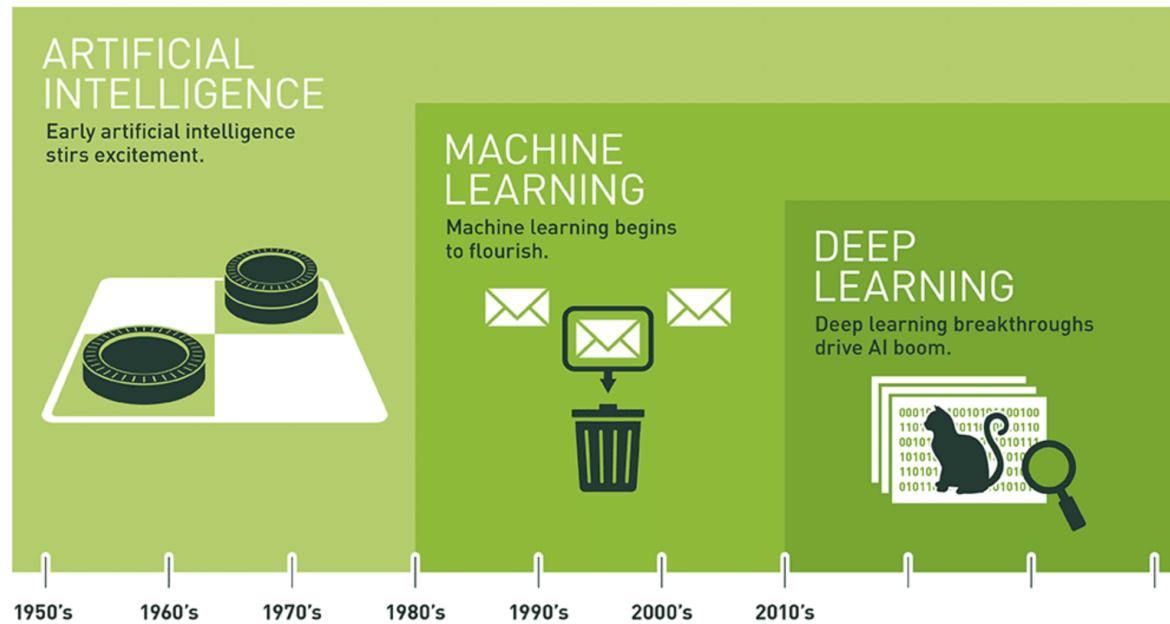 ARTIFICIAL
INTELLIGENCE
Early artificial intelligence
stirs excitement.
MACHINE
LEARNING
Machine learning begins
to flourish.
DEEP
LEARNING
Deep learning breakthroughs
drive AI boom.
1950's 1960's 1970's 1980's 1990's 2000's 2010's